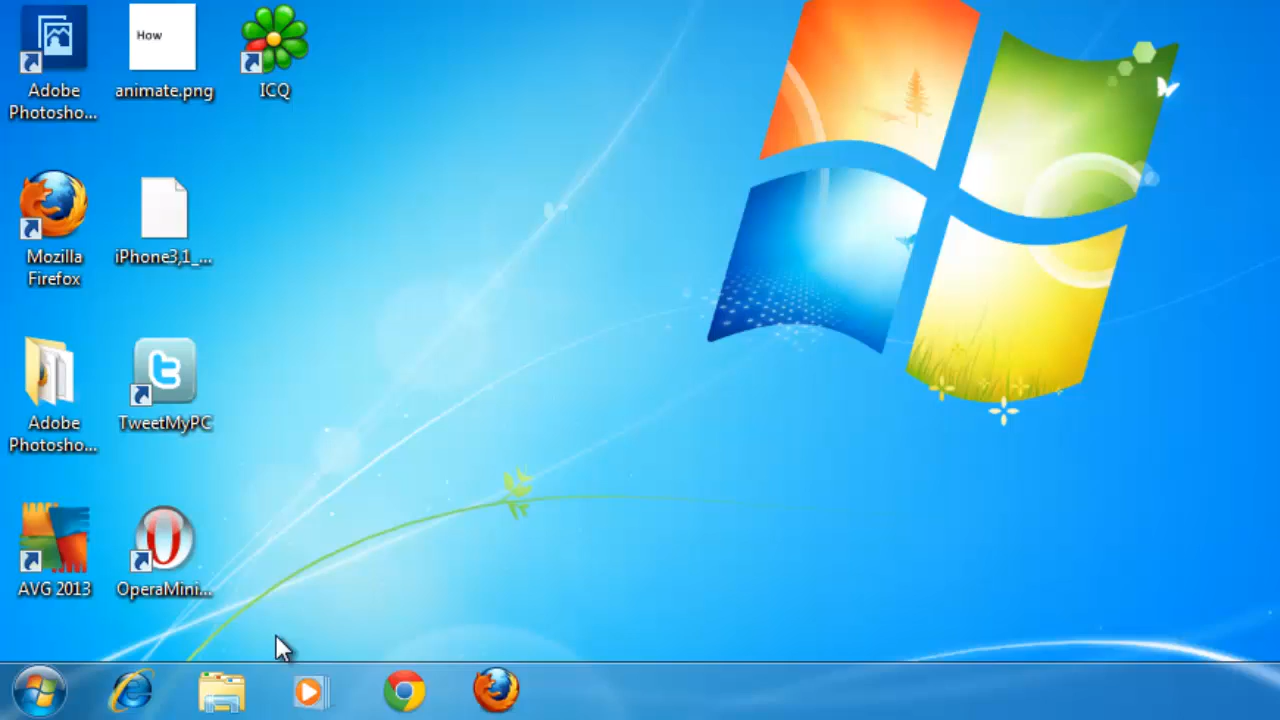 Adobe
Photosho...
How
animate.png
ICQ
Mozilla
Firefox
iPhone3,1_...
Adobe
Photosho...
TweetMyPC
AVG 2013
OperaMini...